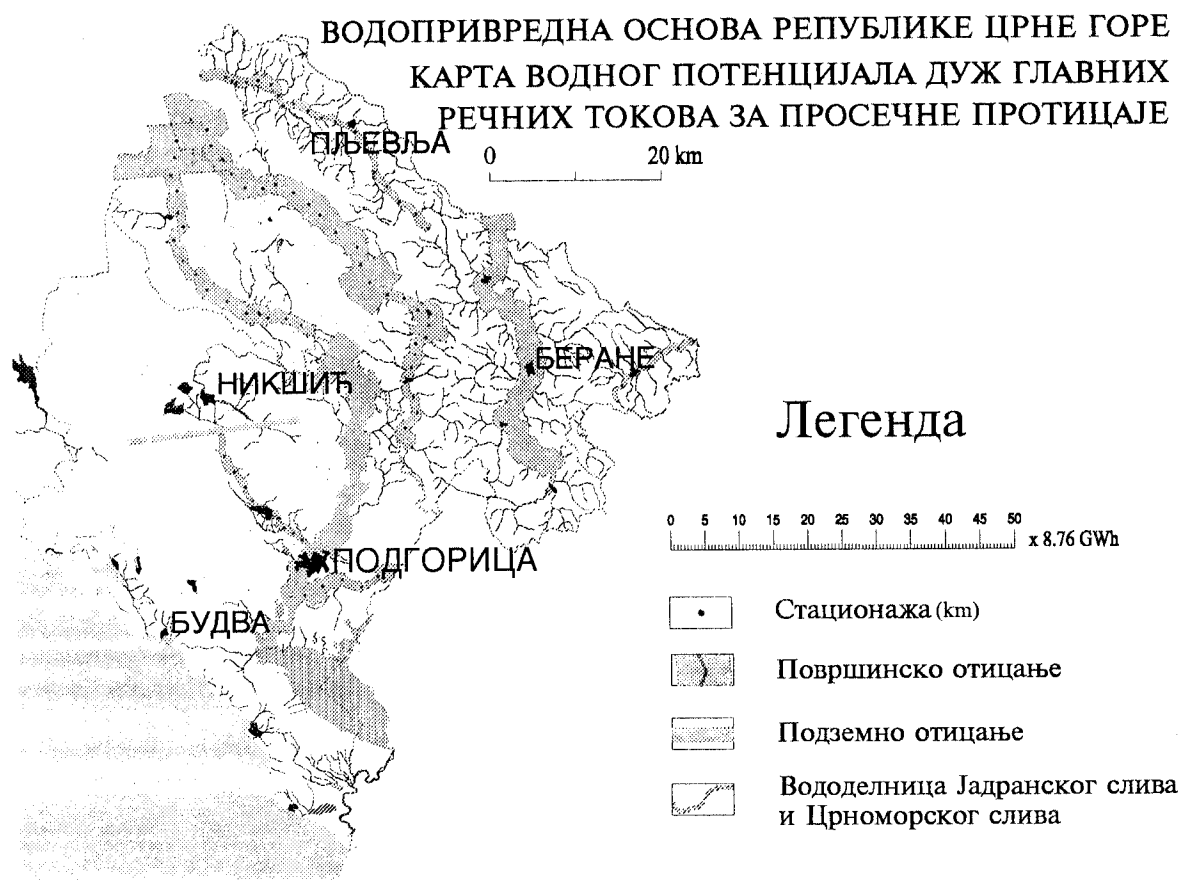 ВОДОПРИВРЕДНА ОСНОВА РЕПУБЛИКЕ ЦРНЕ ГОРЕ
КАРТА ВОДНОГ ПОТЕНЦИЈАЛА ДУЖ ГЛАВНИХ
РЕЧНИХ ТОКОВА ЗА ПРОСЕЧНЕ ПРОТИЦАЈЕ
ПЉЕВЉА
0 20 km
БЕРАНЕ
НИКШИЋ
Легенда
0 5 10 15 20 25 30 35 40 45 50
x 8.76 GWh
ПОДГОРИЦА
Стационажа (km)
БУДВА
Површинско отицање
Подземно отицање
Вододелница Јадранског слива
и Црноморског слива